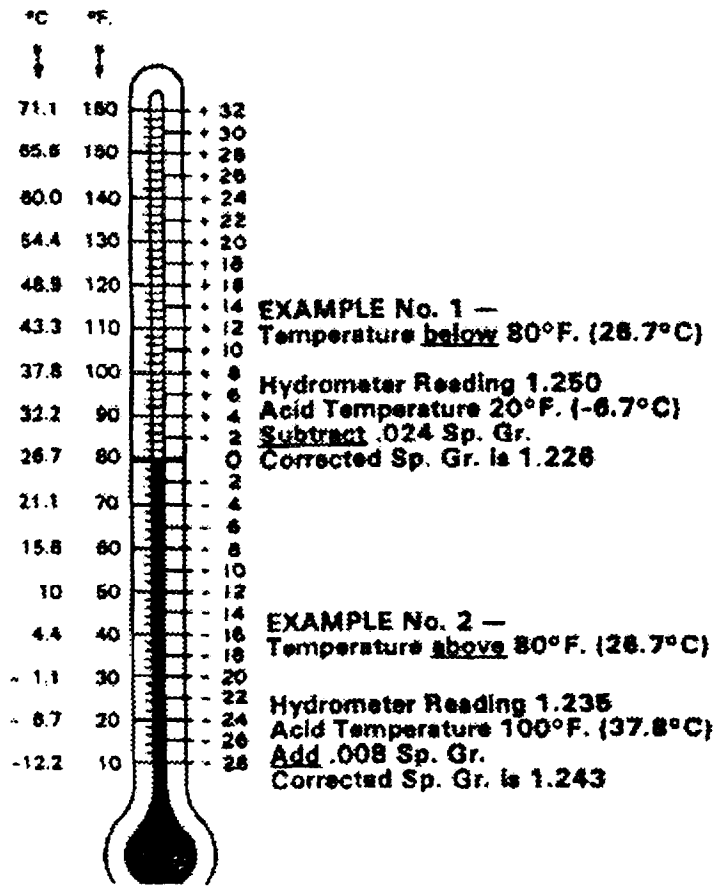 °C °F.
71.1 160 + 32
+ 30
65.6 150 + 28
+ 26
60.0 140 + 24
+ 22
54.4 130 + 20
+ 18
48.9 120 + 16
+ 14
43.3 110 + 12
+ 10
37.8 100 + 8
+ 6
32.2 90 + 4
+ 2
26.7 80 0
- 2
21.1 70 - 4
- 6
15.6 60 - 8
- 10
10 50 - 12
- 14
4.4 40 - 16
- 18
- 1.1 30 - 20
- 22
- 6.7 20 - 24
- 26
-12.2 10 - 28
EXAMPLE No. 1 —
Temperature below 80°F. (26.7°C)
Hydrometer Reading 1.250
Acid Temperature 20°F. (-6.7°C)
Subtract .024 Sp. Gr.
Corrected Sp. Gr. is 1.226
EXAMPLE No. 2 —
Temperature above 80°F. (26.7°C)
Hydrometer Reading 1.235
Acid Temperature 100°F. (37.8°C)
Add .008 Sp. Gr.
Corrected Sp. Gr. is 1.243